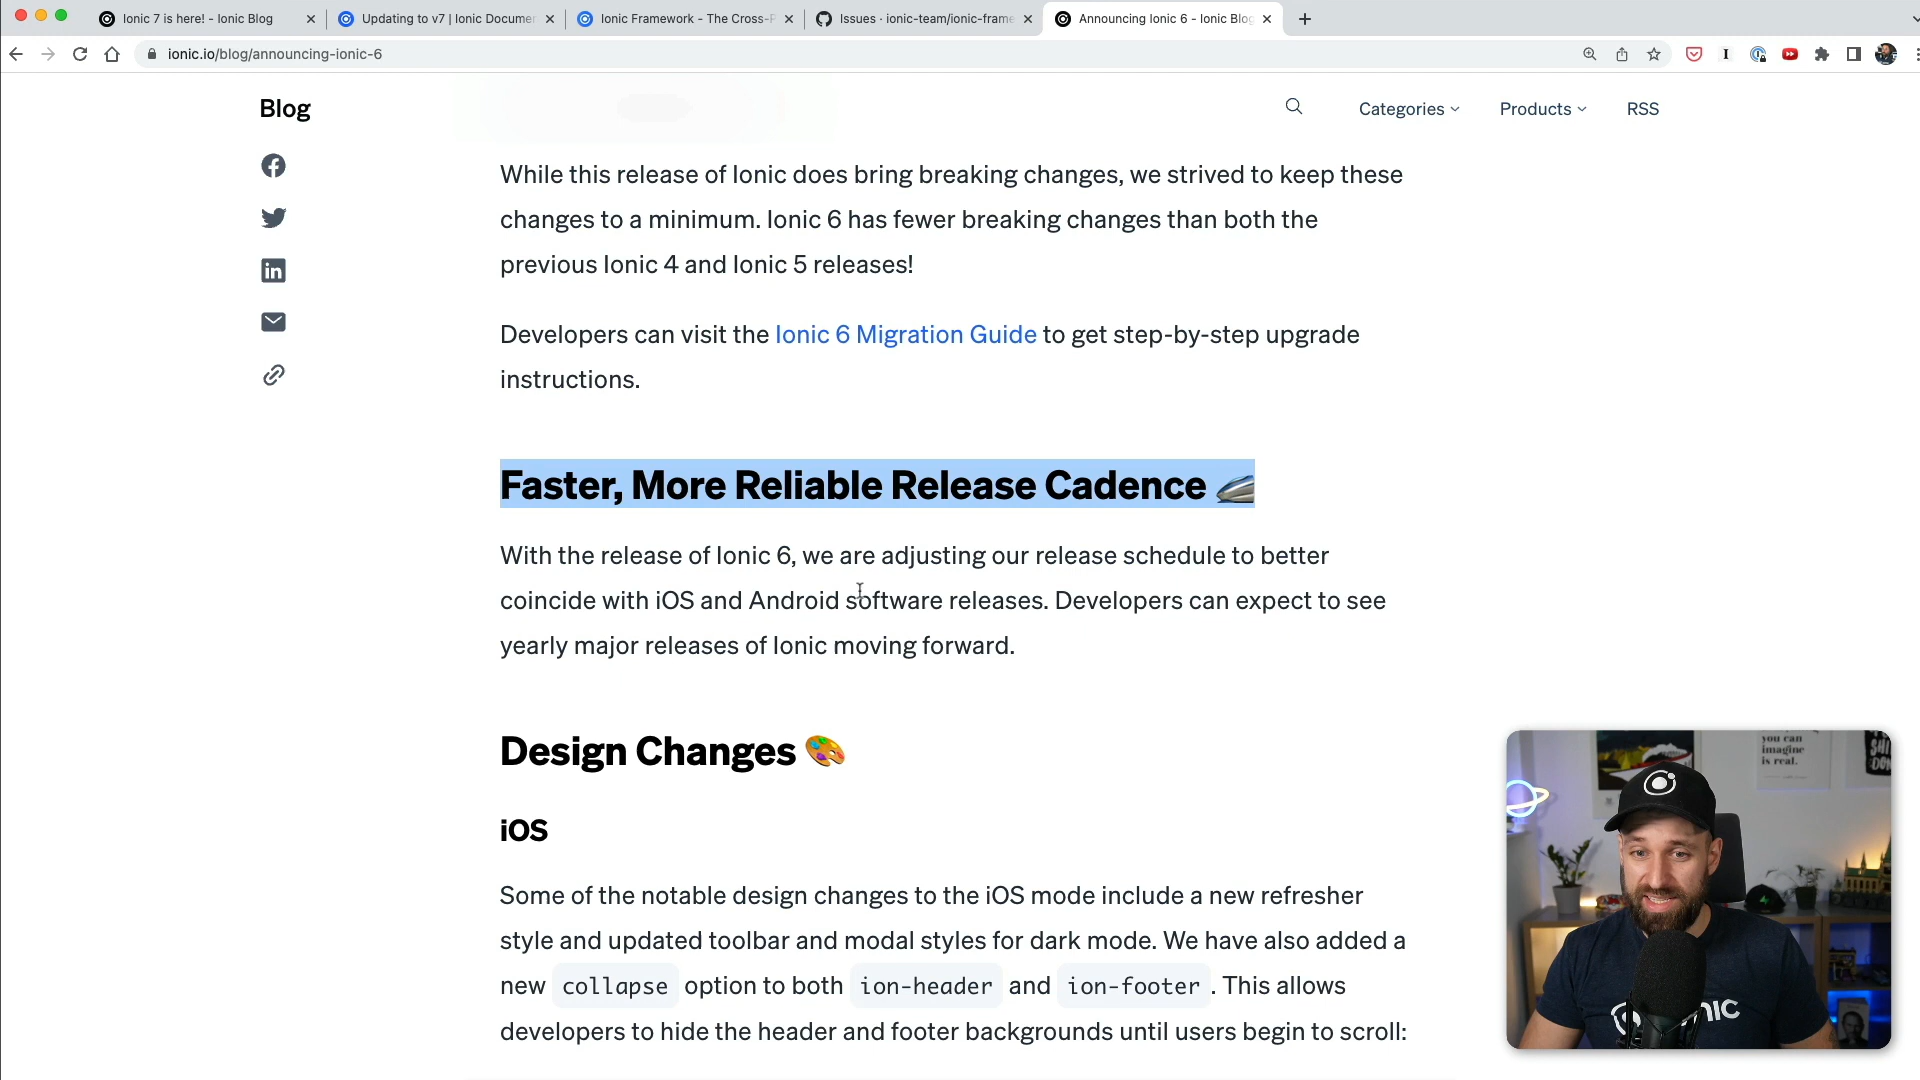 Ionic 7 is here! - Ionic Blog
Updating to v7 | Ionic Documen
Ionic Framework - The Cross-P
Issues · ionic-team/ionic-frame
Announcing Ionic 6 - Ionic Blog
ionic.io/blog/announcing-ionic-6
Blog
Categories
Products
RSS
While this release of Ionic does bring breaking changes, we strived to keep these
changes to a minimum. Ionic 6 has fewer breaking changes than both the
previous Ionic 4 and Ionic 5 releases!
Developers can visit the Ionic 6 Migration Guide to get step-by-step upgrade
instructions.
Faster, More Reliable Release Cadence 🚄
With the release of Ionic 6, we are adjusting our release schedule to better
coincide with iOS and Android software releases. Developers can expect to see
yearly major releases of Ionic moving forward.
Design Changes 🎨
iOS
Some of the notable design changes to the iOS mode include a new refresher
style and updated toolbar and modal styles for dark mode. We have also added a
new collapse option to both ion-header and ion-footer. This allows
developers to hide the header and footer backgrounds until users begin to scroll:
you can
imagine
is real.